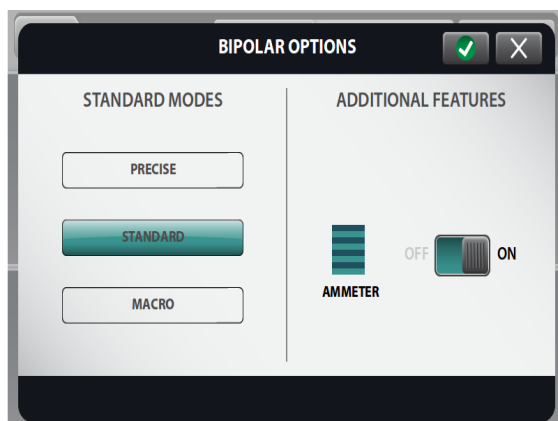 BIPOLAR OPTIONS
STANDARD MODES
PRECISE
STANDARD
MACRO
ADDITIONAL FEATURES
OFF ON
AMMETER